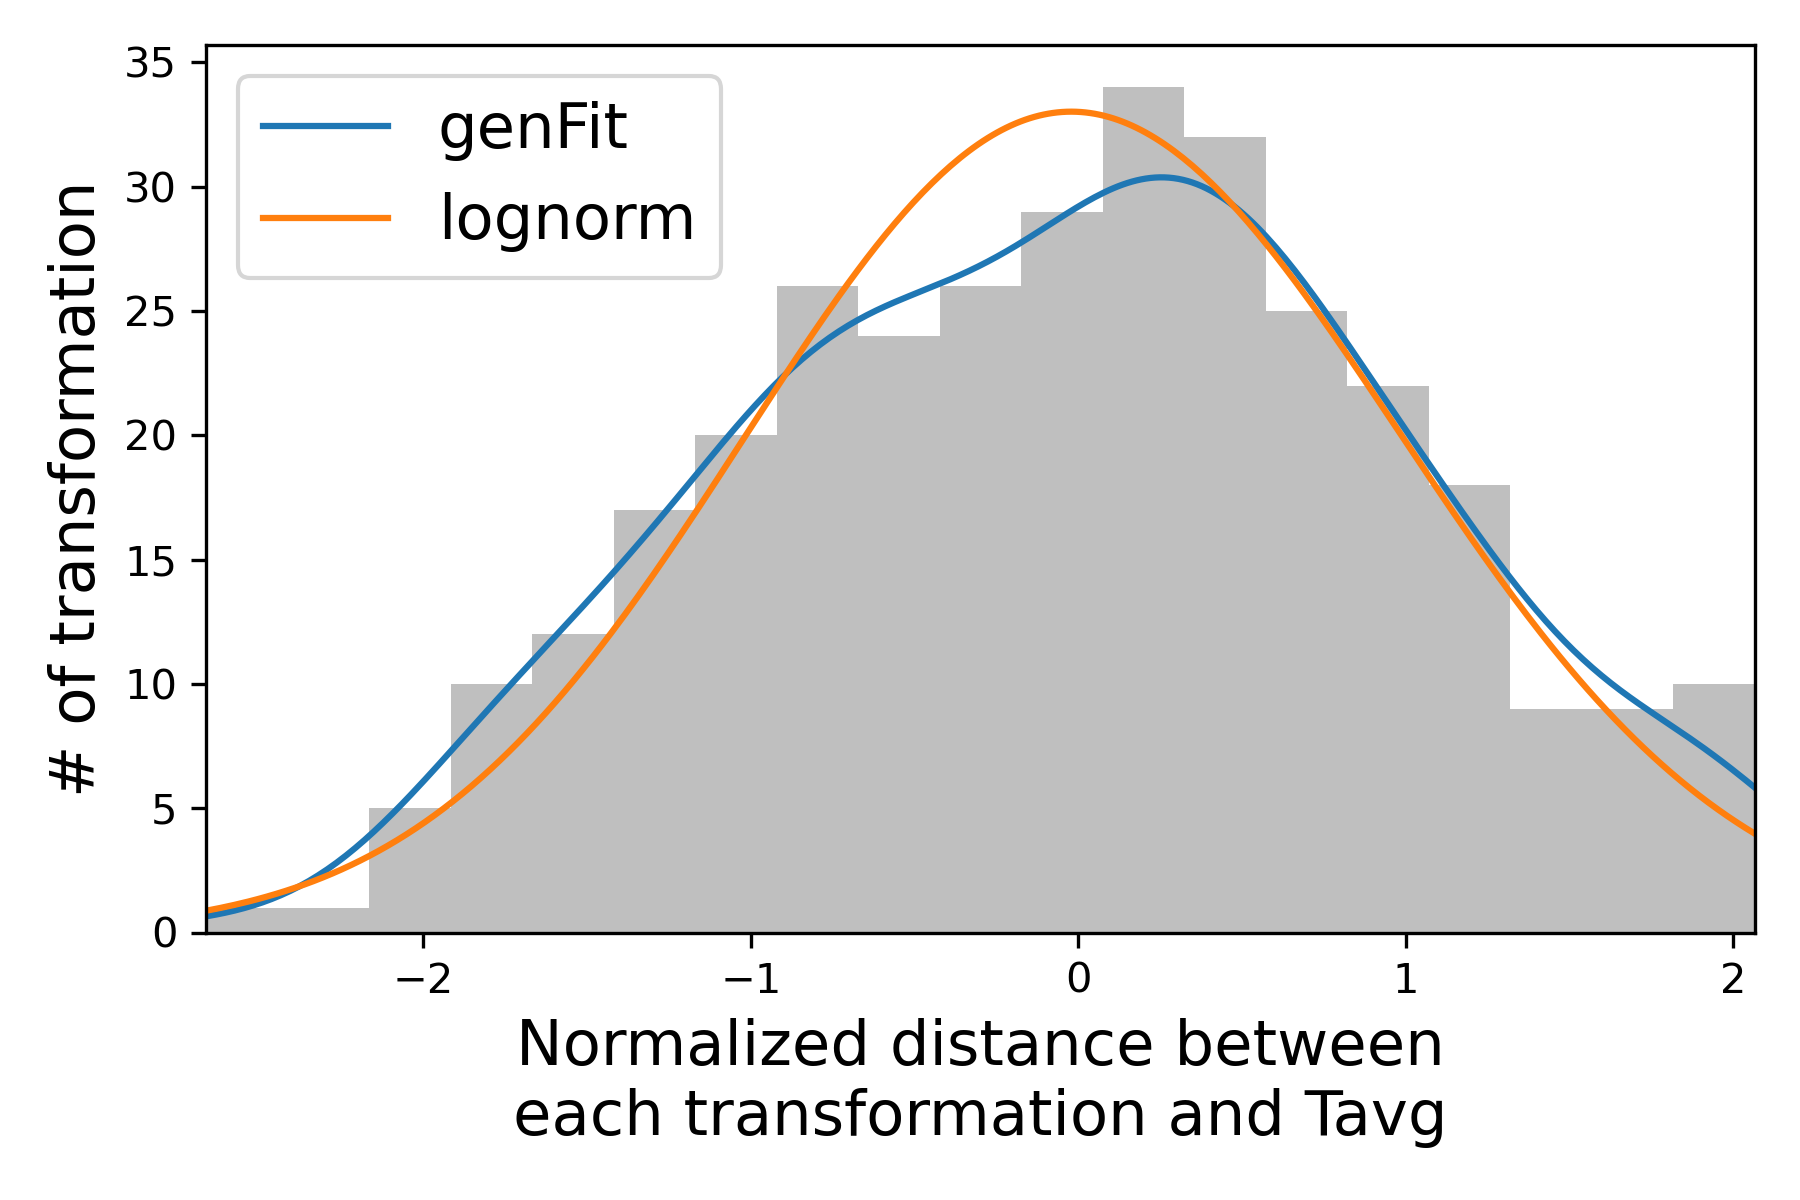 35
30
25
20
15
10
5
0
# of transformation
genFit
lognorm
−2 −1 0 1 2
Normalized distance between
each transformation and Tavg